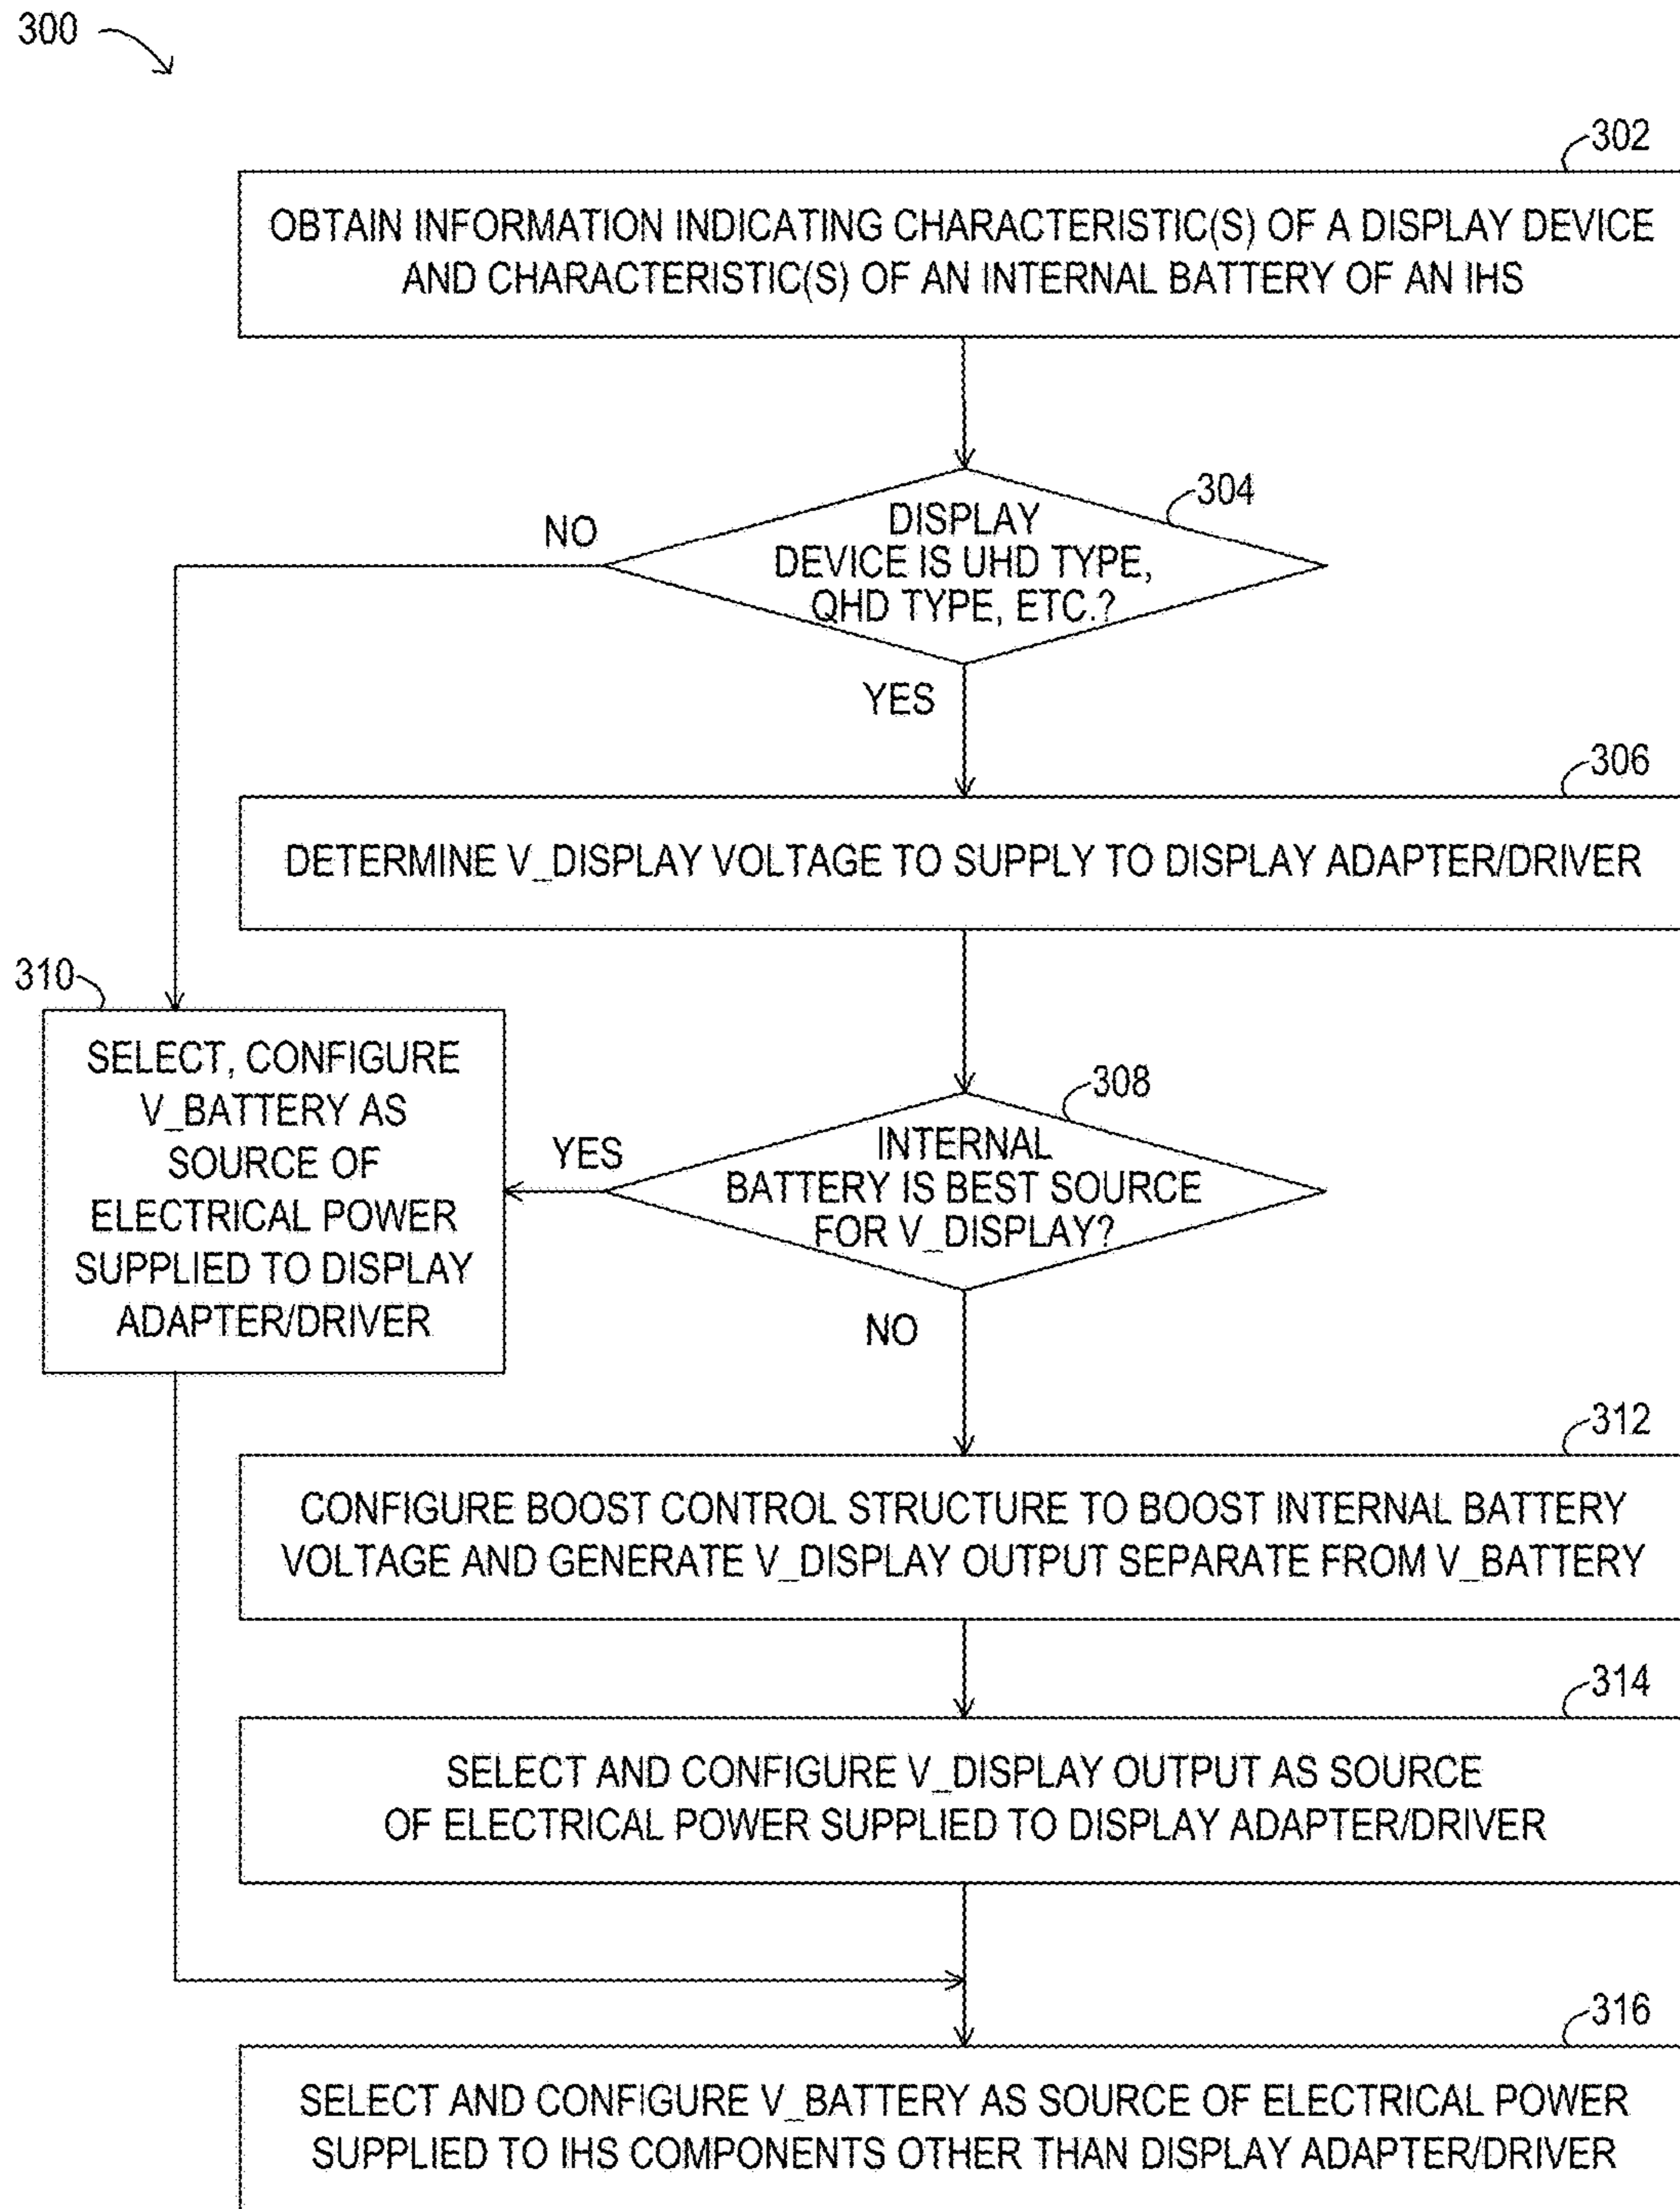 300
302
OBTAIN INFORMATION INDICATING CHARACTERISTIC(S) OF A DISPLAY DEVICE
AND CHARACTERISTIC(S) OF AN INTERNAL BATTERY OF AN IHS
304
NO
DISPLAY
DEVICE IS UHD TYPE,
QHD TYPE, ETC.?
YES
306
DETERMINE V_DISPLAY VOLTAGE TO SUPPLY TO DISPLAY ADAPTER/DRIVER
310
SELECT, CONFIGURE
V_BATTERY AS
SOURCE OF
ELECTRICAL POWER
SUPPLIED TO DISPLAY
ADAPTER/DRIVER
308
YES
INTERNAL
BATTERY IS BEST SOURCE
FOR V_DISPLAY?
NO
312
CONFIGURE BOOST CONTROL STRUCTURE TO BOOST INTERNAL BATTERY
VOLTAGE AND GENERATE V_DISPLAY OUTPUT SEPARATE FROM V_BATTERY
314
SELECT AND CONFIGURE V_DISPLAY OUTPUT AS SOURCE
OF ELECTRICAL POWER SUPPLIED TO DISPLAY ADAPTER/DRIVER
316
SELECT AND CONFIGURE V_BATTERY AS SOURCE OF ELECTRICAL POWER
SUPPLIED TO IHS COMPONENTS OTHER THAN DISPLAY ADAPTER/DRIVER